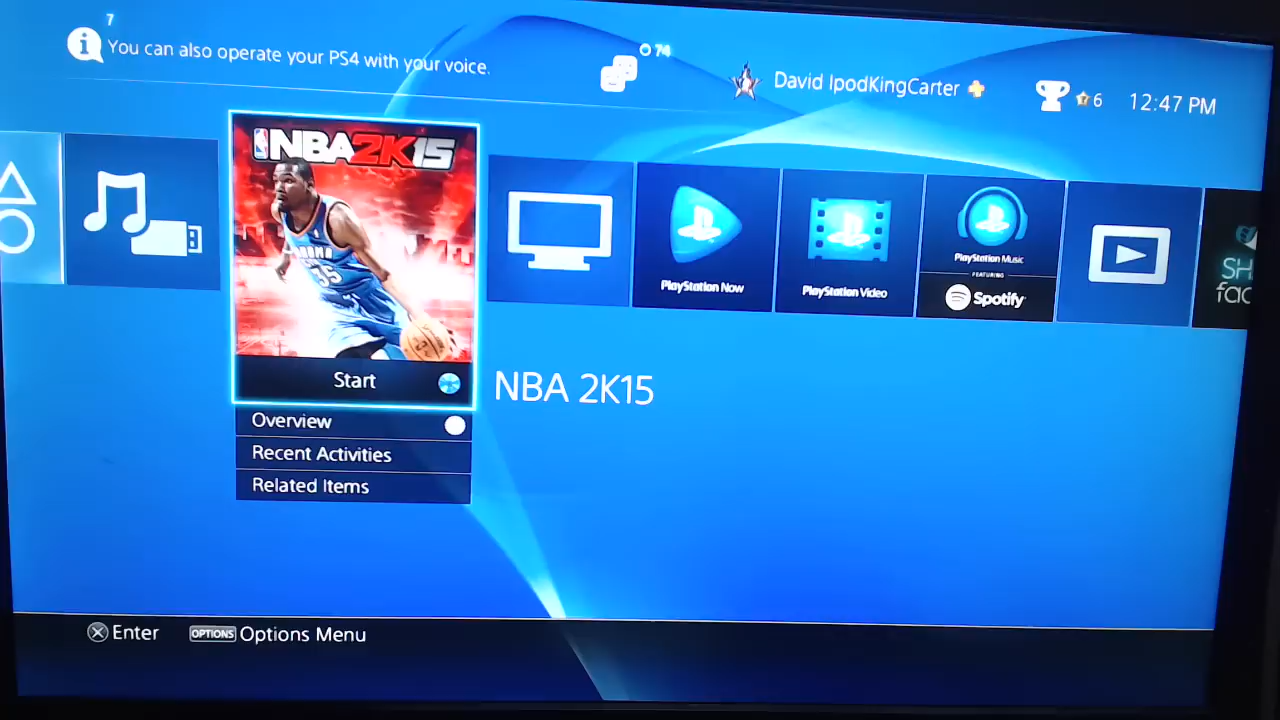 7
You can also operate your PS4 with your voice.
74
David IpodKingCarter
6
12:47 PM
NBA2K15
35
Start
NBA 2K15
Overview
Recent Activities
Related Items
PlayStation Now
PlayStation Video
PlayStation Music
FEATURING
Spotify
Enter
OPTIONS Options Menu